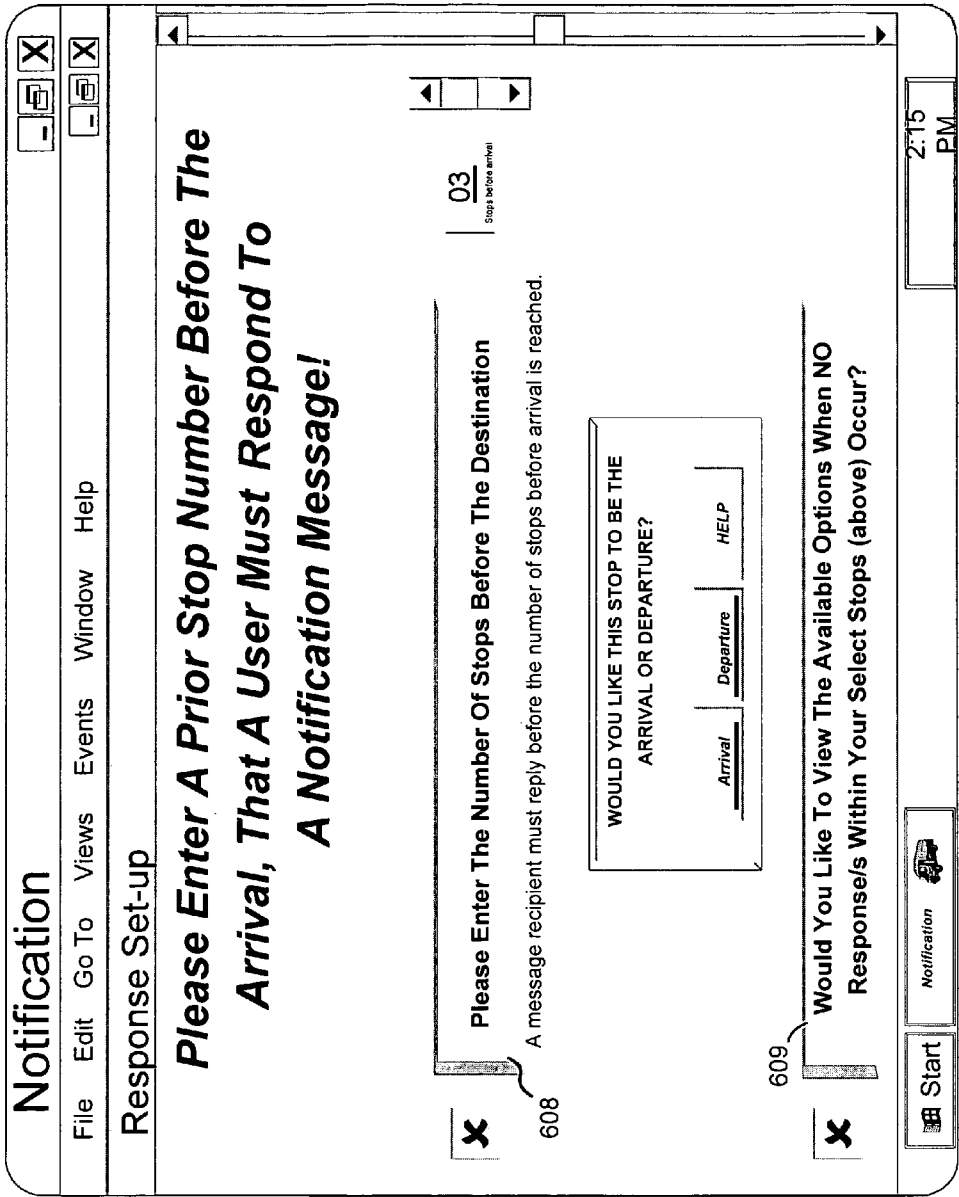 Notification
File Edit Go To Views Events Window Help
Response Set-up
Please Enter A Prior Stop Number Before The
Arrival, That A User Must Respond To
A Notification Message!
Please Enter The Number Of Stops Before The Destination
03
Stops before arrival
A message recipient must reply before the number of stops before arrival is reached.
608
WOULD YOU LIKE THIS STOP TO BE THE
ARRIVAL OR DEPARTURE?
Arrival Departure HELP
609
Would You Like To View The Available Options When NO
Response/s Within Your Select Stops (above) Occur?
Start Notification 2:15
PM